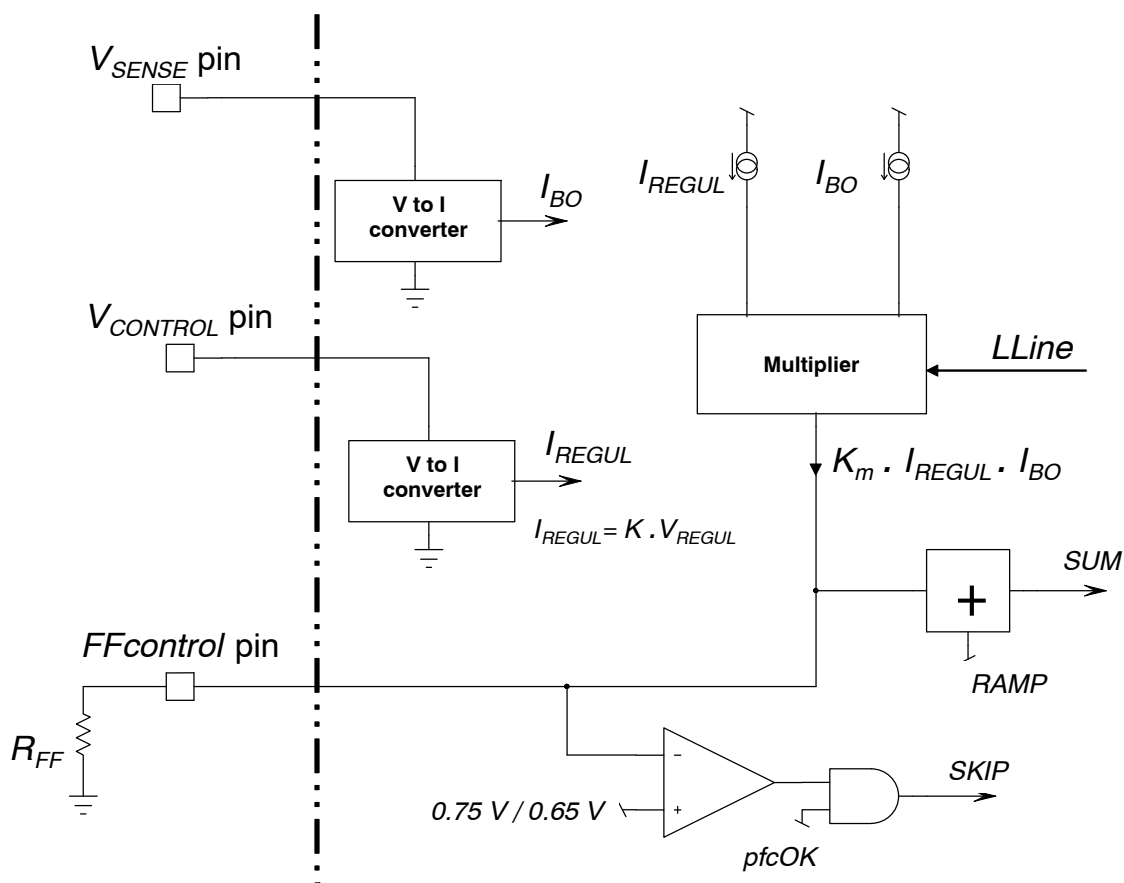 V_SENSE pin
V to I
converter
I_BO
I_REGUL
I_BO
V_CONTROL pin
Multiplier
LLine
V to I
converter
I_REGUL
I_REGUL = K . V_REGUL
K_m . I_REGUL . I_BO
+
SUM
RAMP
FFcontrol pin
R_FF
−
+
0.75 V / 0.65 V
pfcOK
SKIP